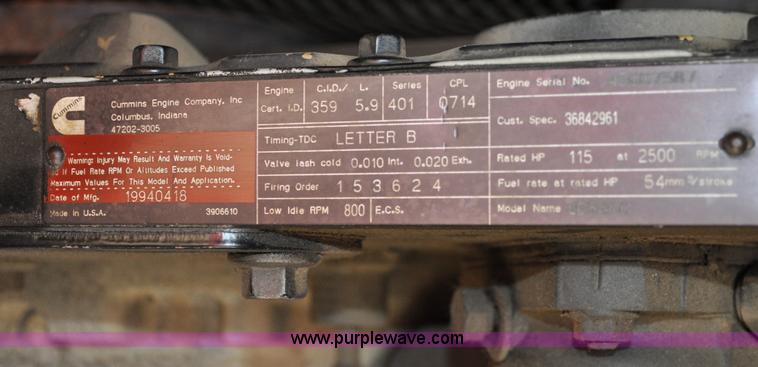 Cummins
Cummins Engine Company, Inc
Columbus, Indiana
47202-3005
Warning: Injury May Result And Warranty Is Void-
ed If Fuel Rate RPM Or Altitudes Exceed Published
Maximum Values For This Model And Application.
Date of Mfg. 19940418
Made in U.S.A. 3906610
Engine C.I.D./ L. Series CPL
Cert. I.D. 359 5.9 401 0714
Timing-TDC LETTER B
Valve lash cold 0.010 Int. 0.020 Exh.
Firing Order 1 5 3 6 2 4
Low Idle RPM 800 E.C.S.
Engine Serial No.
Cust. Spec. 36842961
Rated HP 115 at 2500 RPM
Fuel rate at rated HP 54 mm³/stroke
Model Name
www.purplewave.com